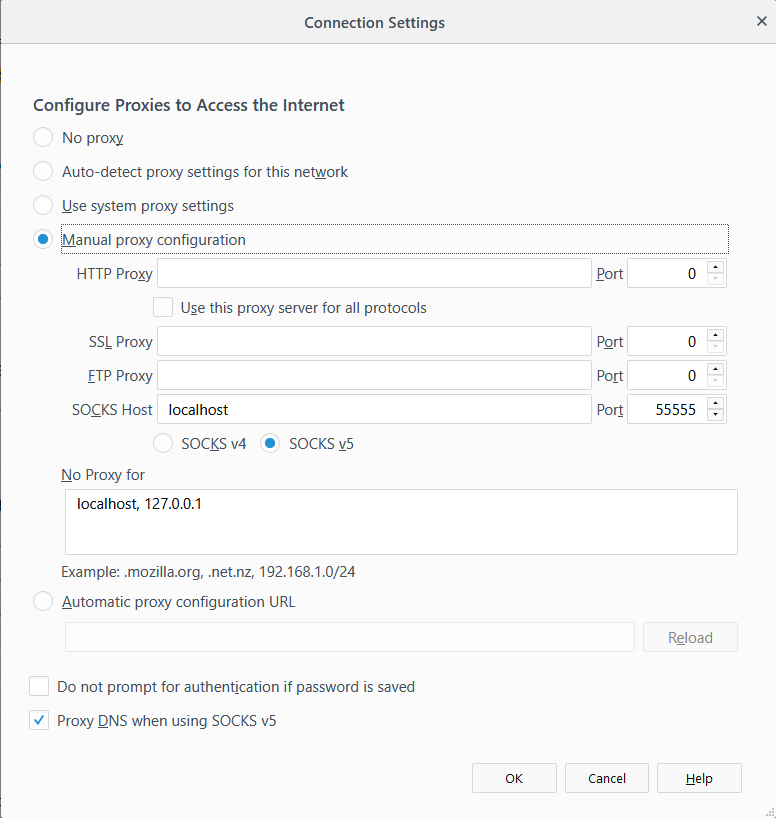 Connection Settings
Configure Proxies to Access the Internet
No proxy
Auto-detect proxy settings for this network
Use system proxy settings
Manual proxy configuration
HTTP Proxy Port 0
Use this proxy server for all protocols
SSL Proxy Port 0
FTP Proxy Port 0
SOCKS Host localhost Port 55555
SOCKS v4 SOCKS v5
No Proxy for
localhost, 127.0.0.1
Example: .mozilla.org, .net.nz, 192.168.1.0/24
Automatic proxy configuration URL
Reload
Do not prompt for authentication if password is saved
Proxy DNS when using SOCKS v5
OK Cancel Help